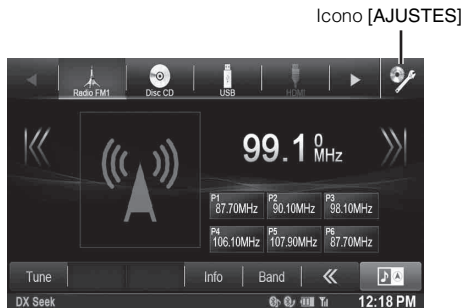 Icono [AJUSTES]
Radio FM1 Disc CD USB HDMI
99.1 0 MHz
P1 P2 P3
87.70MHz 90.10MHz 98.10MHz
P4 P5 P6
106.10MHz 107.90MHz 87.70MHz
Tune Info Band
DX Seek 12:18 PM